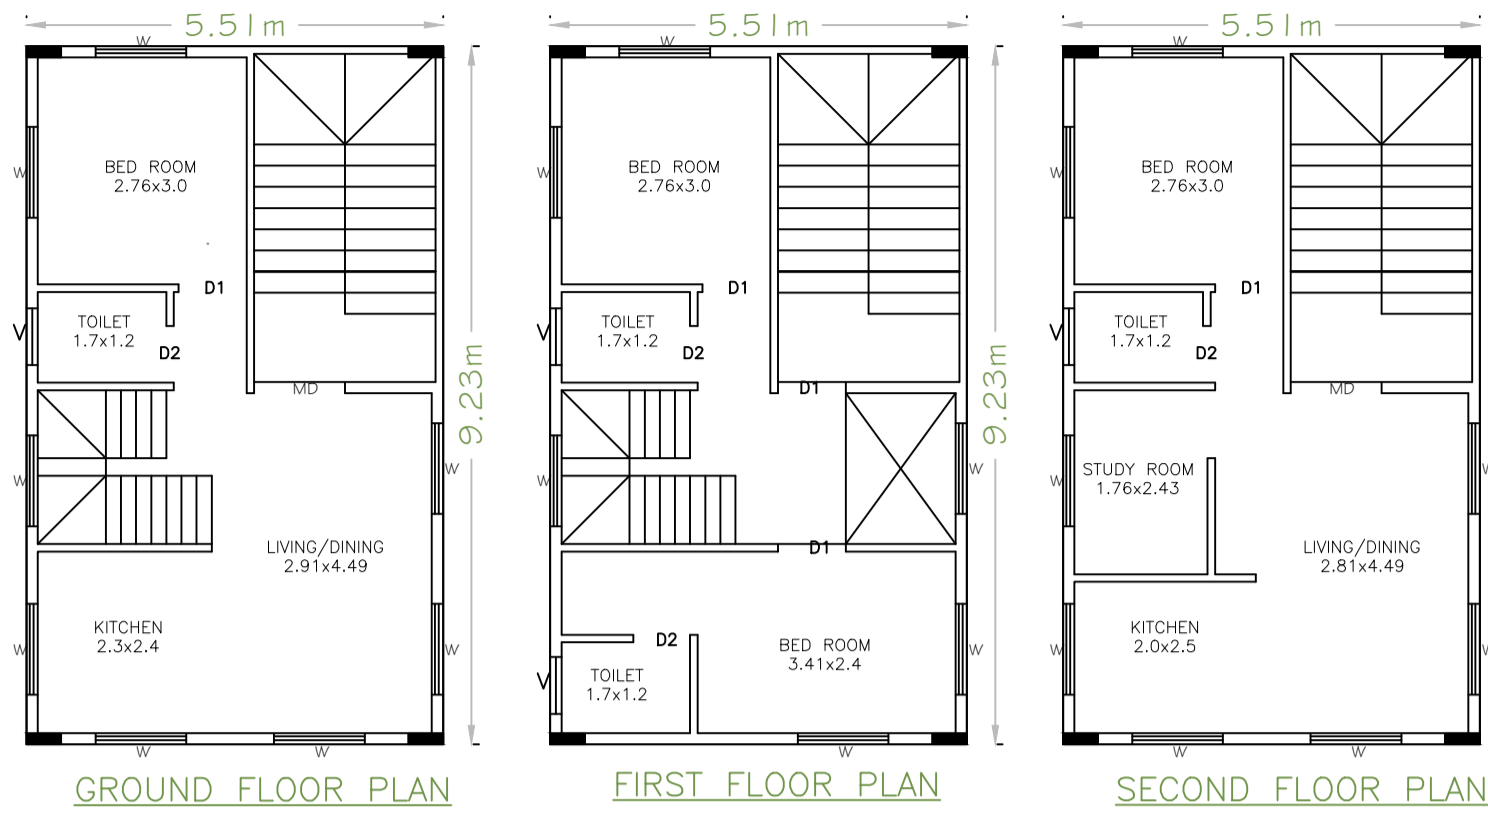 5.51m
W
W
BED ROOM
2.76x3.0
D1
TOILET
1.7x1.2
V
D2
MD
9.23m
W
W
LIVING/DINING
2.91x4.49
KITCHEN
2.3x2.4
W
W
W
W
GROUND FLOOR PLAN
5.51m
W
W
BED ROOM
2.76x3.0
D1
TOILET
1.7x1.2
V
D2
D1
9.23m
W
W
D1
D2
BED ROOM
3.41x2.4
W
TOILET
1.7x1.2
V
W
FIRST FLOOR PLAN
5.51m
W
W
BED ROOM
2.76x3.0
D1
TOILET
1.7x1.2
V
D2
MD
STUDY ROOM
1.76x2.43
W
W
LIVING/DINING
2.81x4.49
KITCHEN
2.0x2.5
W
W
W
W
SECOND FLOOR PLAN